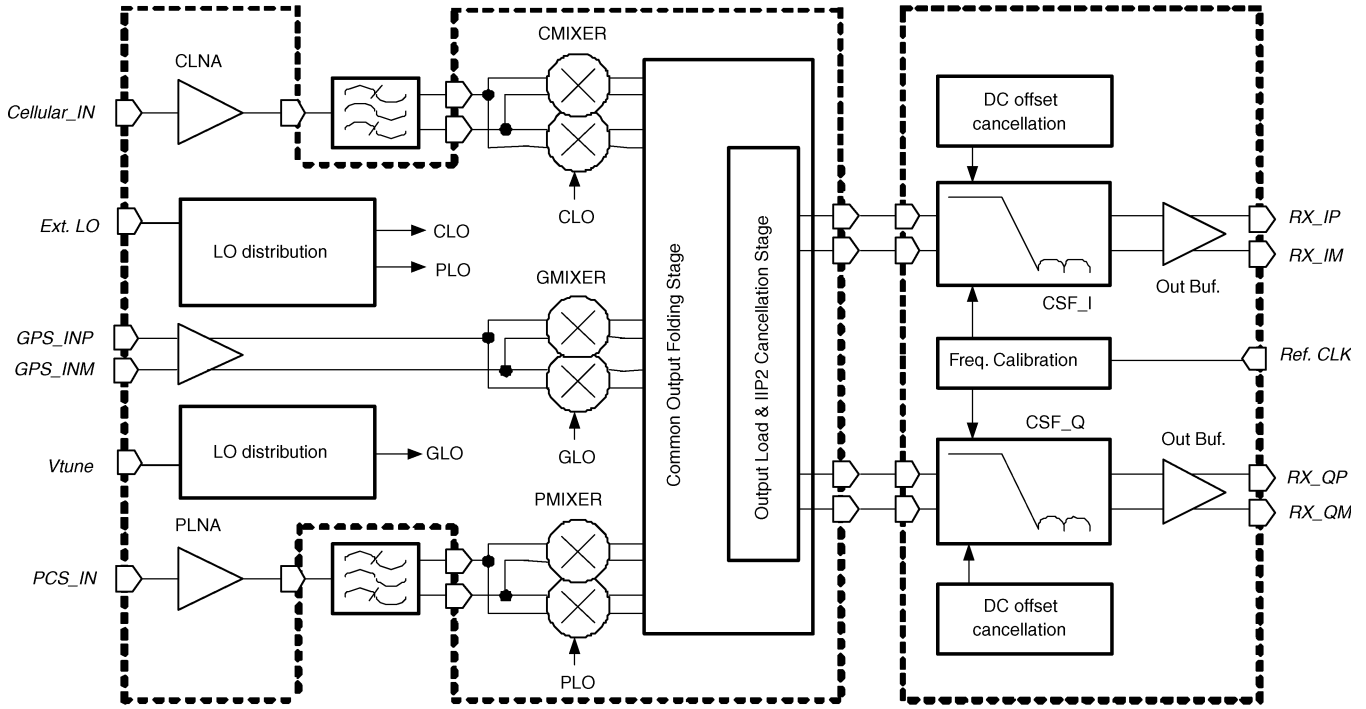 CMIXER
CLNA
Cellular_IN
DC offset
cancellation
CLO
Ext. LO
LO distribution
CLO
PLO
RX_IP
RX_IM
Out Buf.
CSF_I
GMIXER
GPS_INP
GPS_INM
Common Output Folding Stage
Output Load & IIP2 Cancellation Stage
Freq. Calibration
Ref. CLK
CSF_Q
LO distribution
GLO
GLO
Vtune
Out Buf.
RX_QP
RX_QM
PMIXER
PLNA
PCS_IN
DC offset
cancellation
PLO